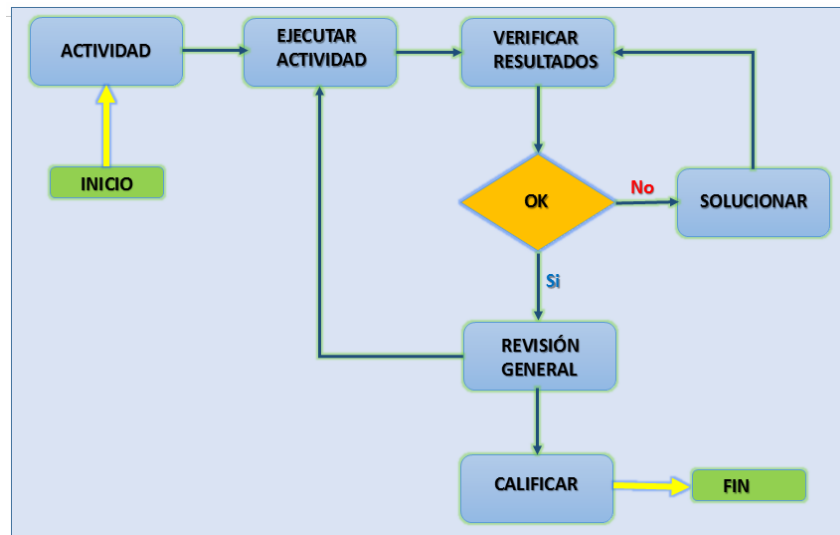 ACTIVIDAD
EJECUTAR
ACTIVIDAD
VERIFICAR
RESULTADOS
INICIO
OK
No
SOLUCIONAR
Si
REVISIÓN
GENERAL
CALIFICAR
FIN